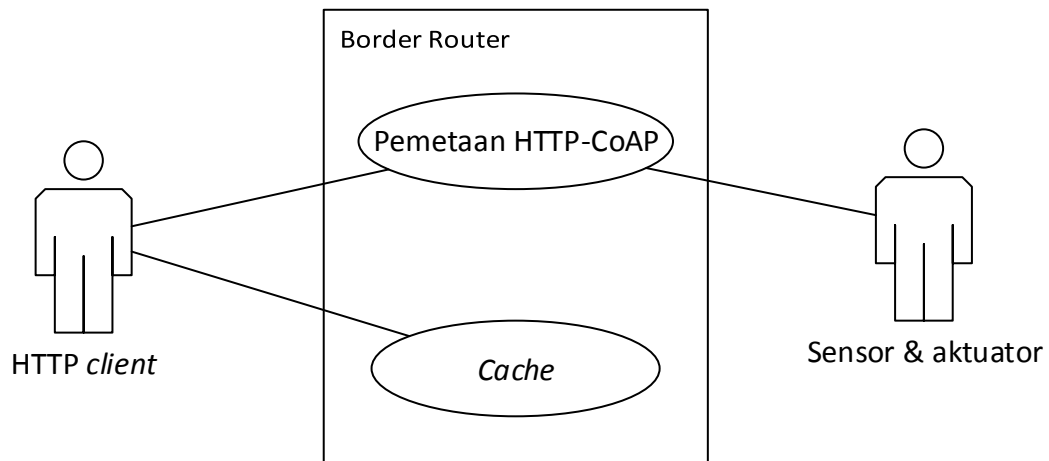 Border Router
Pemetaan HTTP-CoAP
HTTP client
Cache
Sensor & aktuator